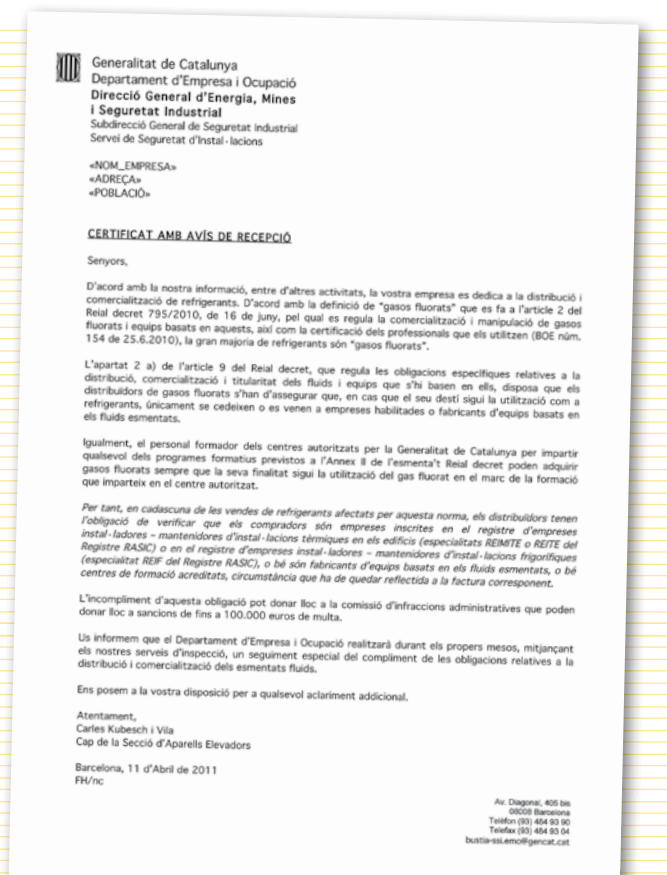 Generalitat de Catalunya
Departament d'Empresa i Ocupació
Direcció General d'Energia, Mines
i Seguretat Industrial
Subdirecció General de Seguretat Industrial
Servei de Seguretat d'Instal·lacions
«NOM_EMPRESA»
«ADREÇA»
«POBLACIÓ»
CERTIFICAT AMB AVÍS DE RECEPCIÓ
Senyors,
D'acord amb la nostra informació, entre d'altres activitats, la vostra empresa es dedica a la distribució i
comercialització de refrigerants. D'acord amb la definició de "gasos fluorats" que es fa a l'article 2 del
Reial decret 795/2010, de 16 de juny, pel qual es regula la comercialització i manipulació de gasos
fluorats i equips basats en aquests, així com la certificació dels professionals que els utilitzen (BOE núm.
154 de 25.6.2010), la gran majoria de refrigerants són "gasos fluorats".
L'apartat 2 a) de l'article 9 del Reial decret, que regula les obligacions específiques relatives a la
distribució, comercialització i titularitat dels fluids i equips que s'hi basen en ells, disposa que els
distribuïdors de gasos fluorats s'han d'assegurar que, en cas que el seu destí sigui la utilització com a
refrigerants, únicament se cedeixen o es venen a empreses habilitades o fabricants d'equips basats en
els fluids esmentats.
Igualment, el personal formador dels centres autoritzats per la Generalitat de Catalunya per impartir
qualsevol dels programes formatius previstos a l'Annex II de l'esmenta't Reial decret poden adquirir
gasos fluorats sempre que la seva finalitat sigui la utilització del gas fluorat en el marc de la formació
que imparteix en el centre autoritzat.
Per tant, en cadascuna de les vendes de refrigerants afectats per aquesta norma, els distribuïdors tenen
l'obligació de verificar que els compradors són empreses inscrites en el registre d'empreses
instal·ladores – mantenidores d'instal·lacions tèrmiques en els edificis (especialitats REIMITE o REITE del
Registre RASIC) o en el registre d'empreses instal·ladores – mantenidores d'instal·lacions frigorífiques
(especialitat REIF del Registre RASIC), o bé són fabricants d'equips basats en els fluids esmentats, o bé
centres de formació acreditats, circumstància que ha de quedar reflectida a la factura corresponent.
L'incompliment d'aquesta obligació pot donar lloc a la comissió d'infraccions administratives que poden
donar lloc a sancions de fins a 100.000 euros de multa.
Us informem que el Departament d'Empresa i Ocupació realitzarà durant els propers mesos, mitjançant
els nostres serveis d'inspecció, un seguiment especial del compliment de les obligacions relatives a la
distribució i comercialització dels esmentats fluids.
Ens posem a la vostra disposició per a qualsevol aclariment addicional.
Atentament,
Carles Kubesch i Vila
Cap de la Secció d'Aparells Elevadors
Barcelona, 11 d'Abril de 2011
FH/nc
Av. Diagonal, 405 bis
08008 Barcelona
Telèfon (93) 484 93 90
Telefax (93) 484 93 04
bustia-ssi.emo@gencat.cat